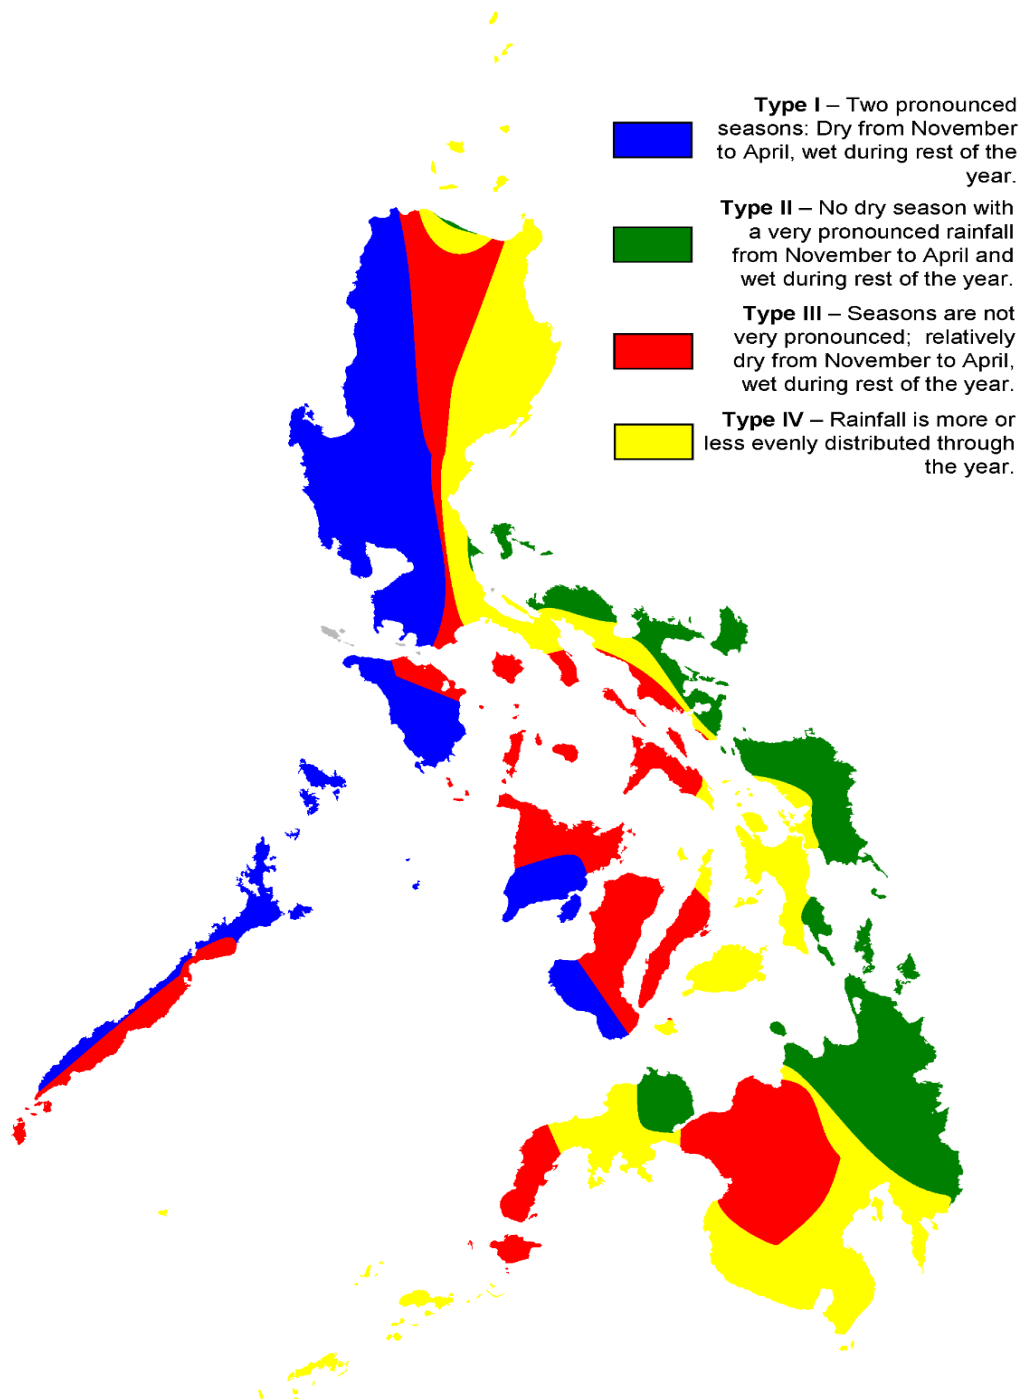 Type I – Two pronounced
seasons: Dry from November
to April, wet during rest of the
year.
Type II – No dry season with
a very pronounced rainfall
from November to April and
wet during rest of the year.
Type III – Seasons are not
very pronounced; relatively
dry from November to April,
wet during rest of the year.
Type IV – Rainfall is more or
less evenly distributed through
the year.